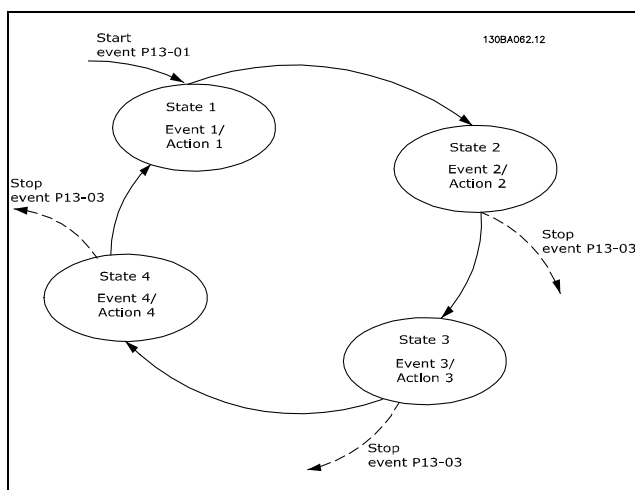 Start
event P13-01
130BA062.12
State 1
Event 1/
Action 1
State 2
Event 2/
Action 2
Stop
event P13-03
Stop
event P13-03
State 4
Event 4/
Action 4
State 3
Event 3/
Action 3
Stop
event P13-03